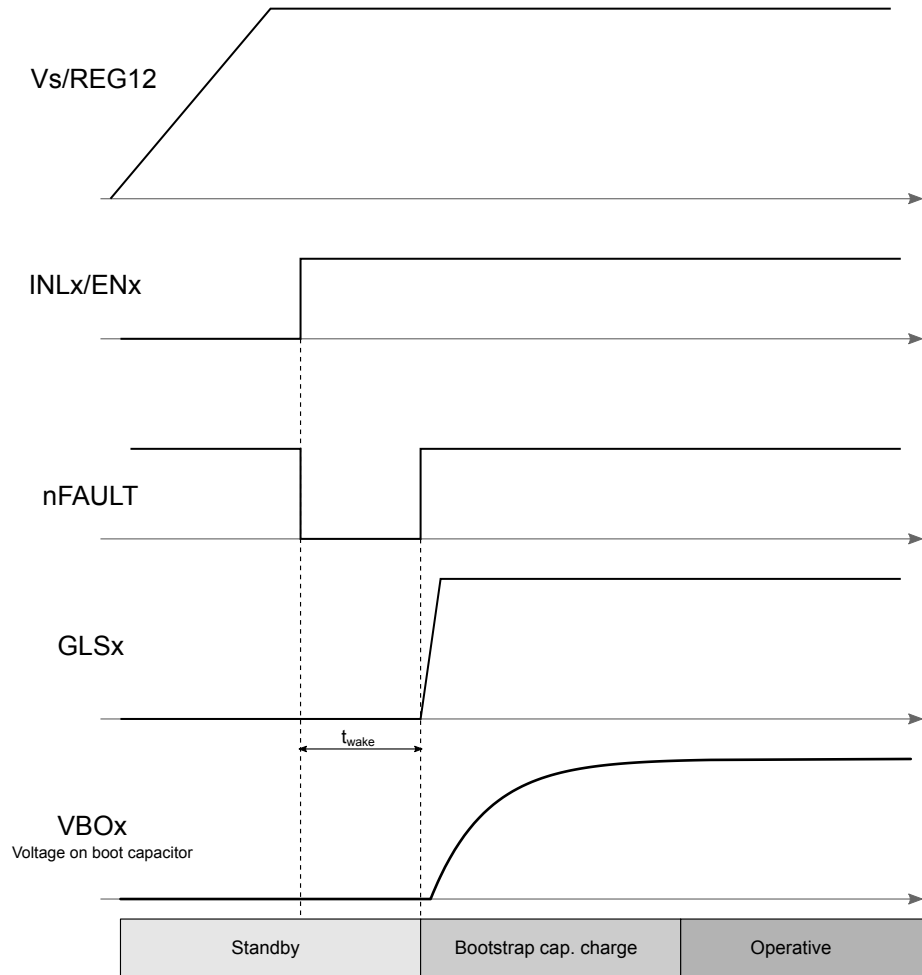 Vs/REG12
INLx/ENx
nFAULT
GLSx
twake
VBOx
Voltage on boot capacitor
Standby
Bootstrap cap. charge
Operative